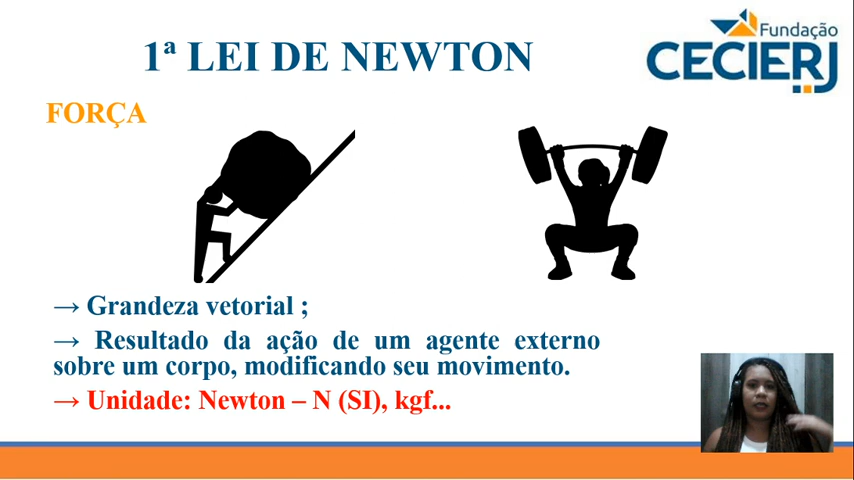 1ª LEI DE NEWTON
Fundação
CECIERJ
FORÇA
→ Grandeza vetorial ;
→ Resultado da ação de um agente externo
sobre um corpo, modificando seu movimento.
→ Unidade: Newton – N (SI), kgf...